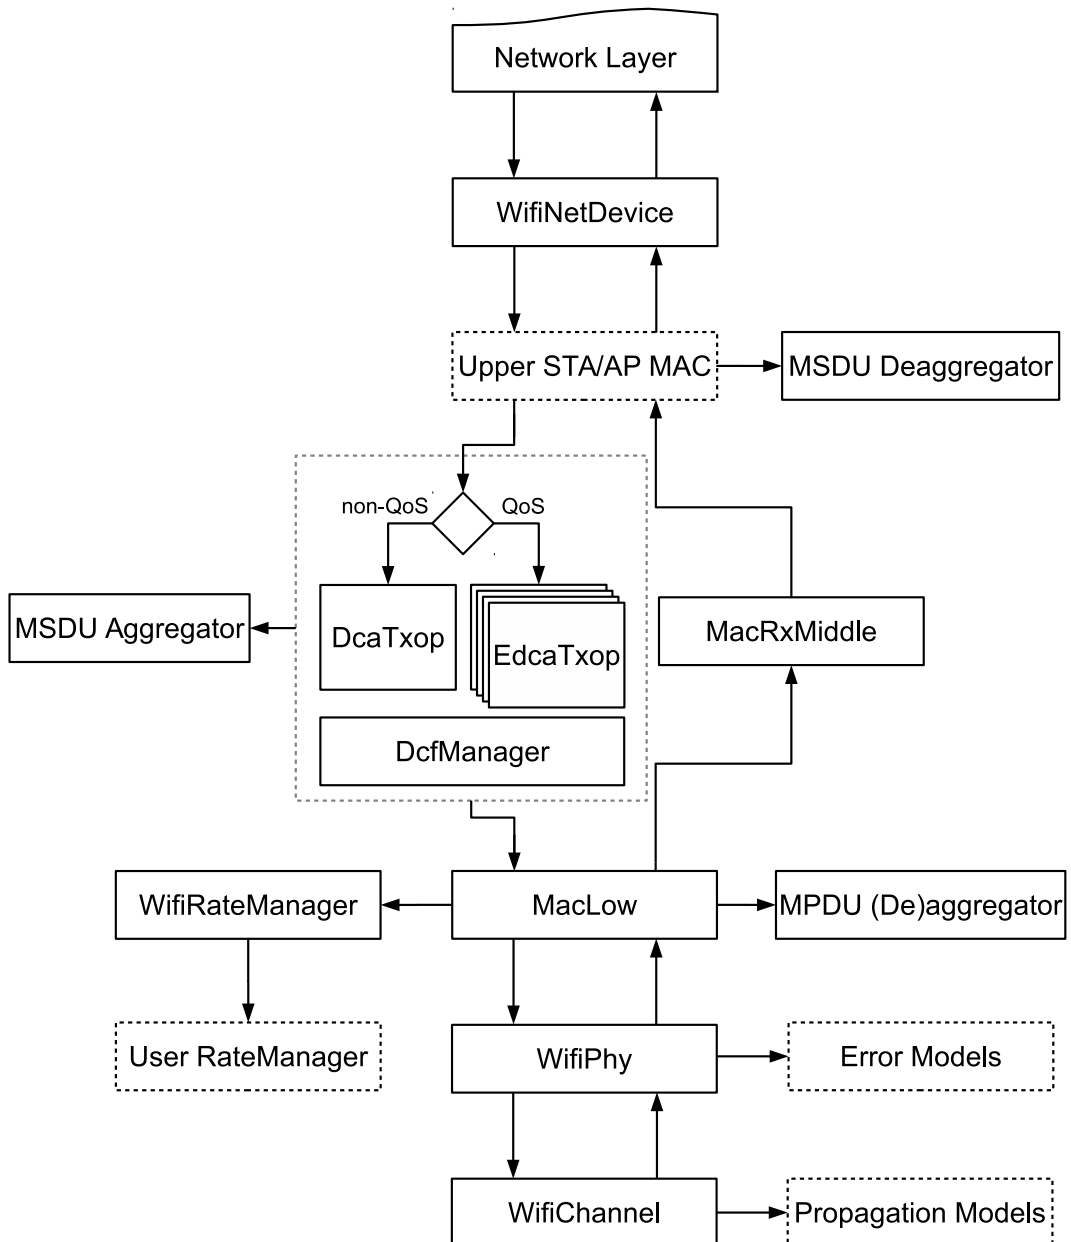 Network Layer
WifiNetDevice
Upper STA/AP MAC
MSDU Deaggregator
non-QoS
QoS
MSDU Aggregator
DcaTxop
EdcaTxop
MacRxMiddle
DcfManager
WifiRateManager
MacLow
MPDU (De)aggregator
User RateManager
WifiPhy
Error Models
WifiChannel
Propagation Models